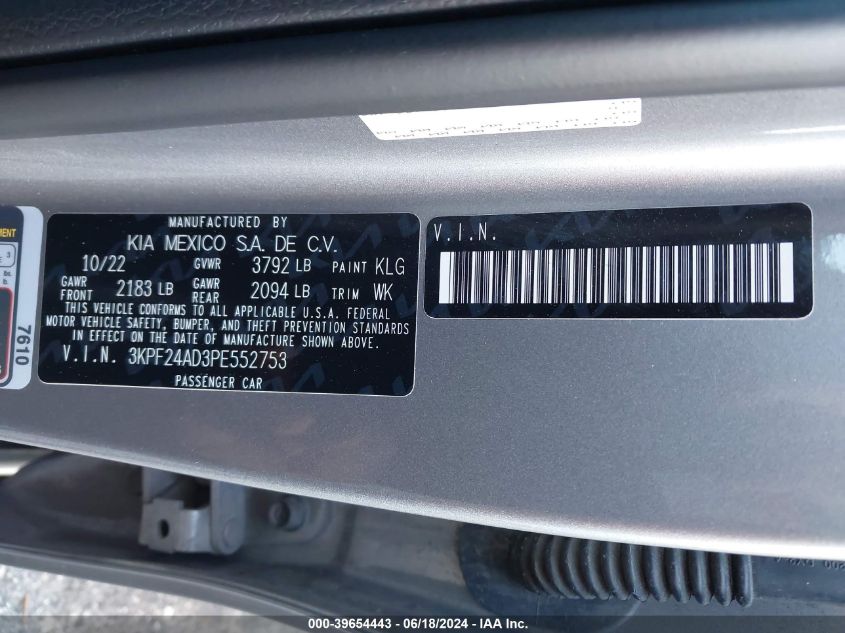 MANUFACTURED BY
KIA MEXICO S.A. DE C.V.
10/22 GVWR 3792 LB PAINT KLG
GAWR FRONT 2183 LB GAWR REAR 2094 LB TRIM WK
THIS VEHICLE CONFORMS TO ALL APPLICABLE U.S.A. FEDERAL
MOTOR VEHICLE SAFETY, BUMPER, AND THEFT PREVENTION STANDARDS
IN EFFECT ON THE DATE OF MANUFACTURE SHOWN ABOVE.
V.I.N. 3KPF24AD3PE552753
PASSENGER CAR
V.I.N.
7610
000-39654443 - 06/18/2024 - IAA Inc.